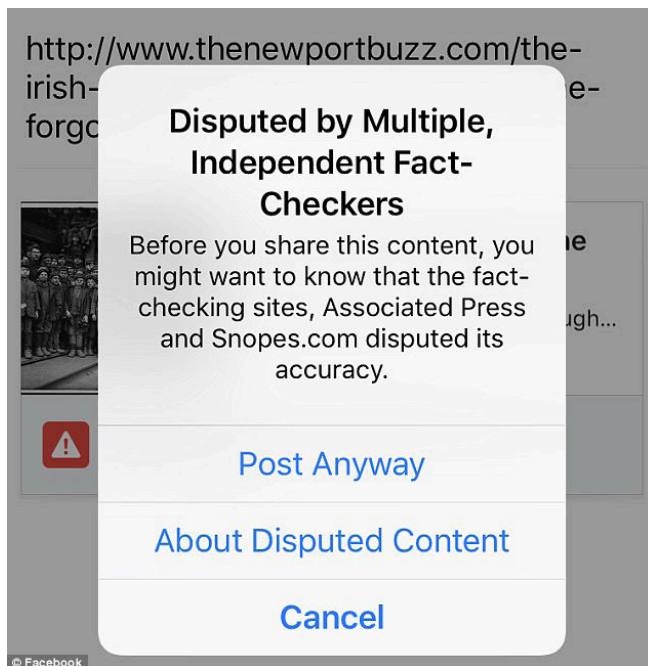 http://www.thenewportbuzz.com/the-
irish- e-
forgo
Disputed by Multiple,
Independent Fact-
Checkers
Before you share this content, you
might want to know that the fact-
checking sites, Associated Press
and Snopes.com disputed its
accuracy.
ne
ugh...
Post Anyway
About Disputed Content
Cancel
© Facebook